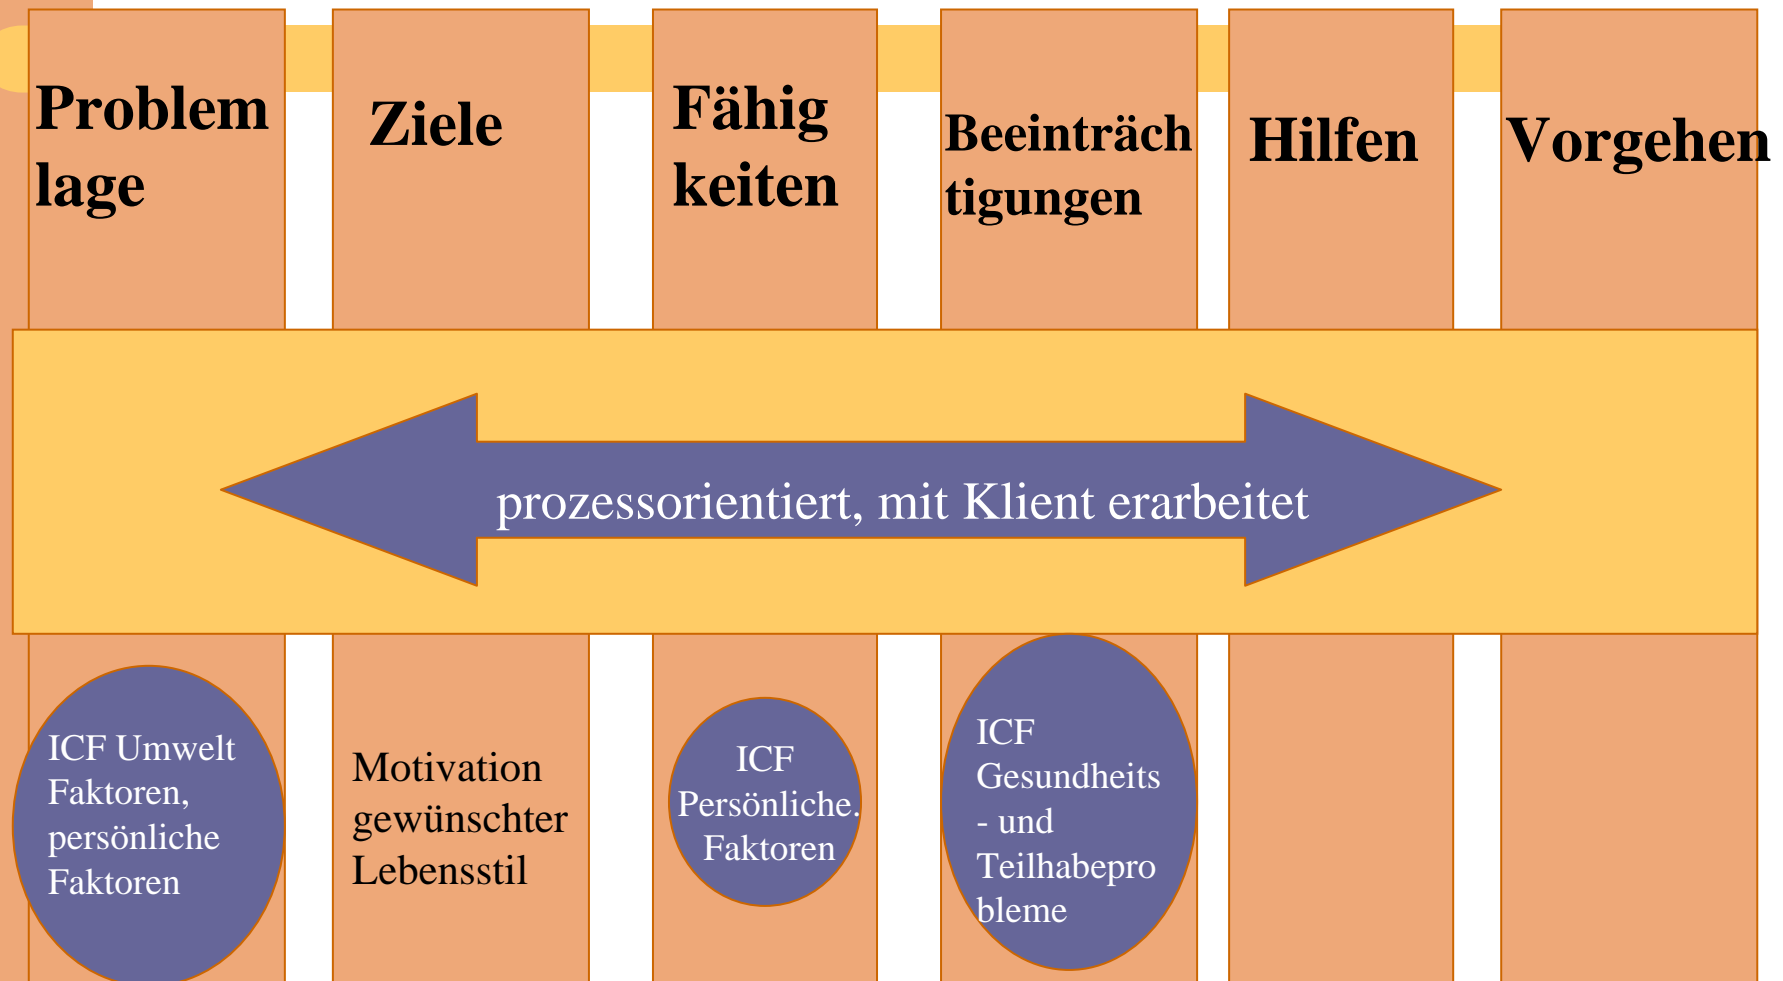 Problem
lage
Ziele
Fähig
keiten
Beeinträch
tigungen
Hilfen
Vorgehen
prozessorientiert, mit Klient erarbeitet
ICF Umwelt
Faktoren,
persönliche
Faktoren
Motivation
gewünschter
Lebensstil
ICF
Persönliche.
Faktoren
ICF
Gesundheits
- und
Teilhabepro
bleme